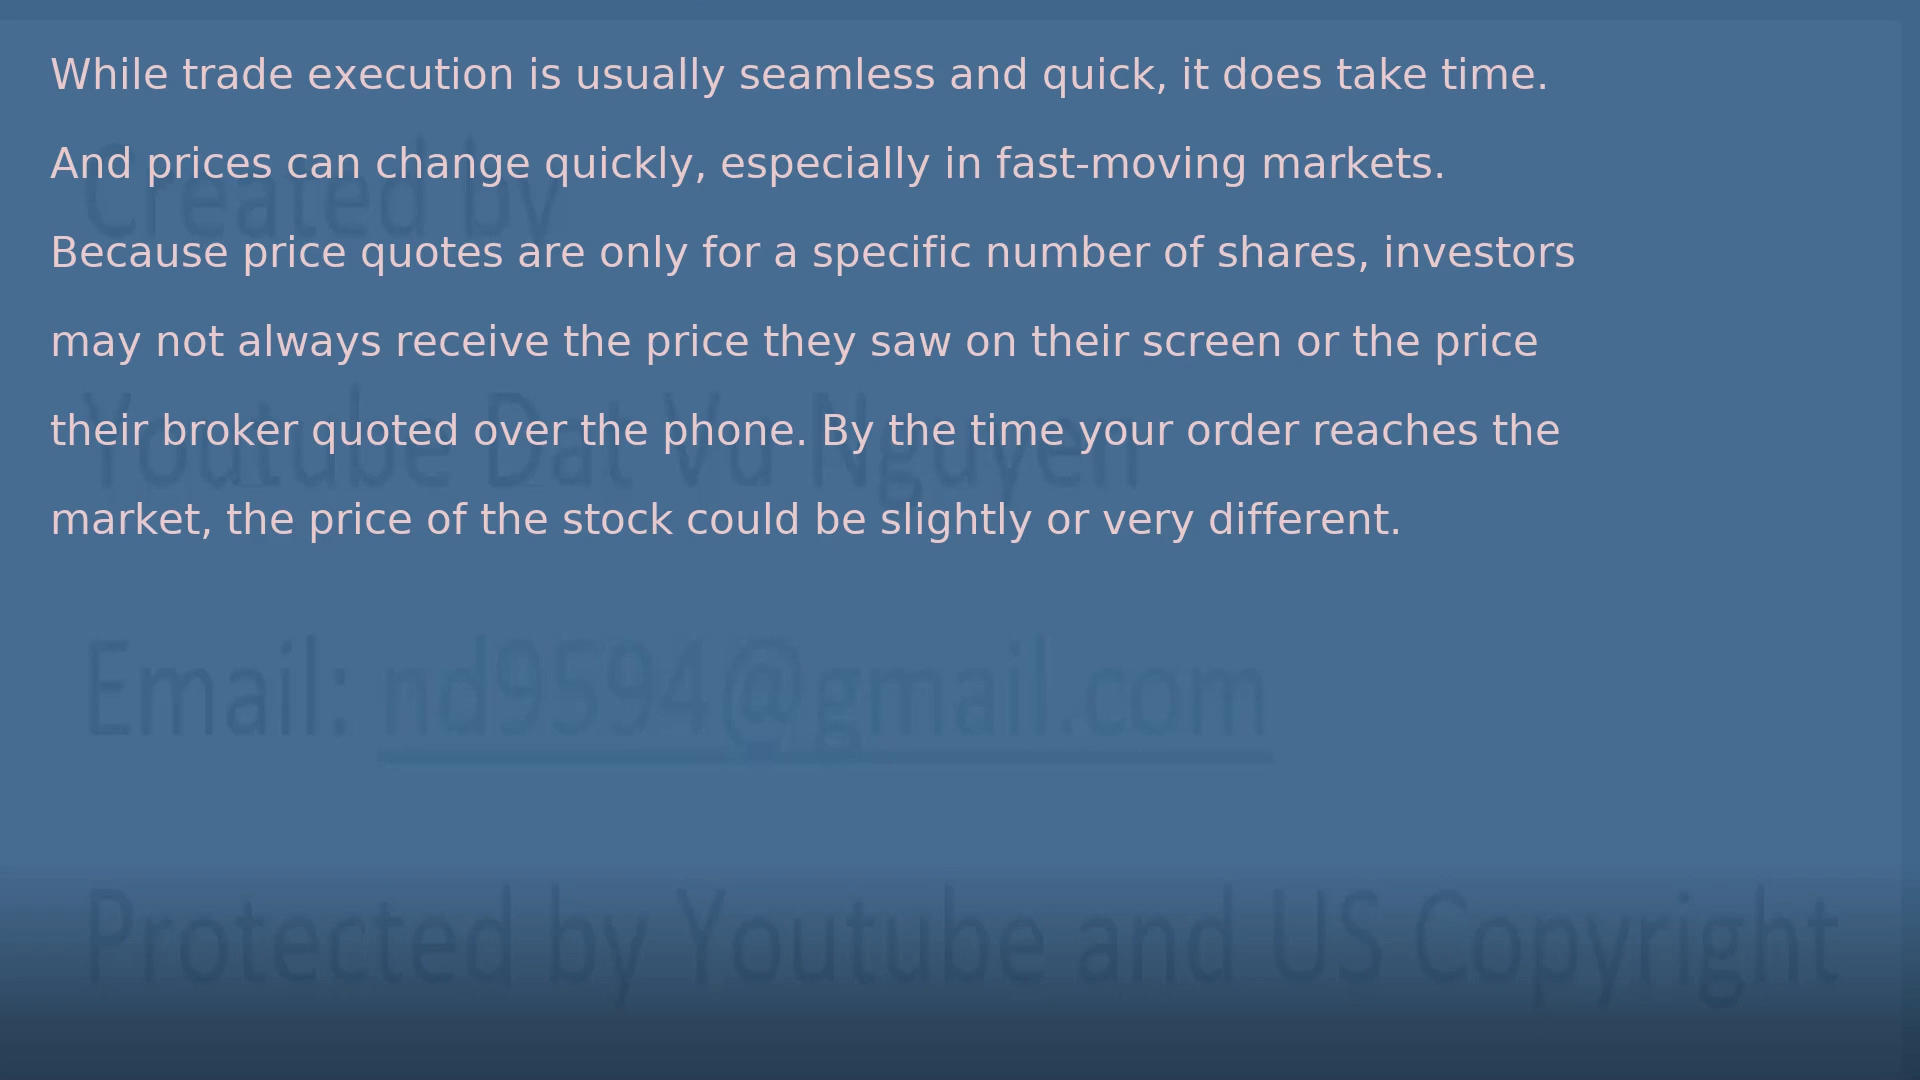 While trade execution is usually seamless and quick, it does take time.
And prices can change quickly, especially in fast-moving markets.
Created by
Because price quotes are only for a specific number of shares, investors
may not always receive the price they saw on their screen or the price
their broker quoted over the phone. By the time your order reaches the
Youtube Dat Vu Nguyen
market, the price of the stock could be slightly or very different.
Email: nd9594@gmail.com
Protected by Youtube and US Copyright